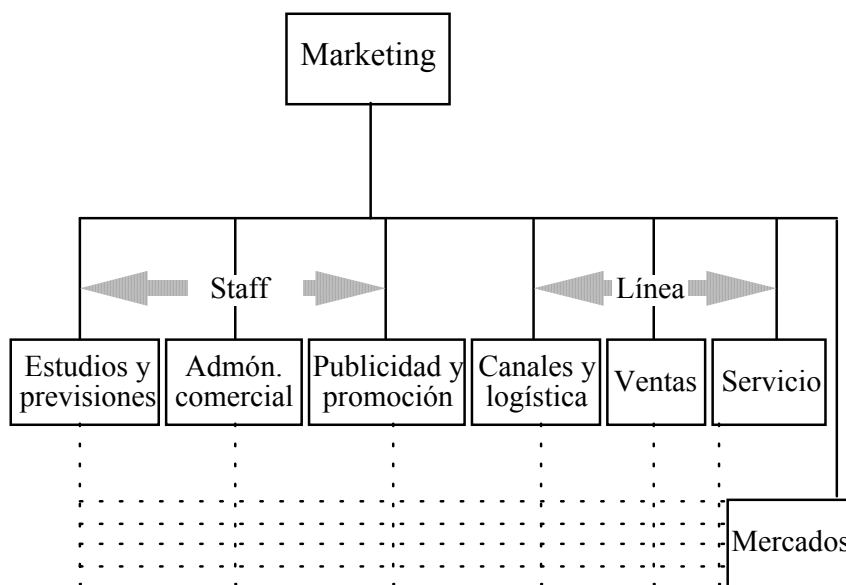 Marketing
Staff
Línea
Estudios y
previsiones
Admón.
comercial
Publicidad y
promoción
Canales y
logística
Ventas
Servicio
Mercados